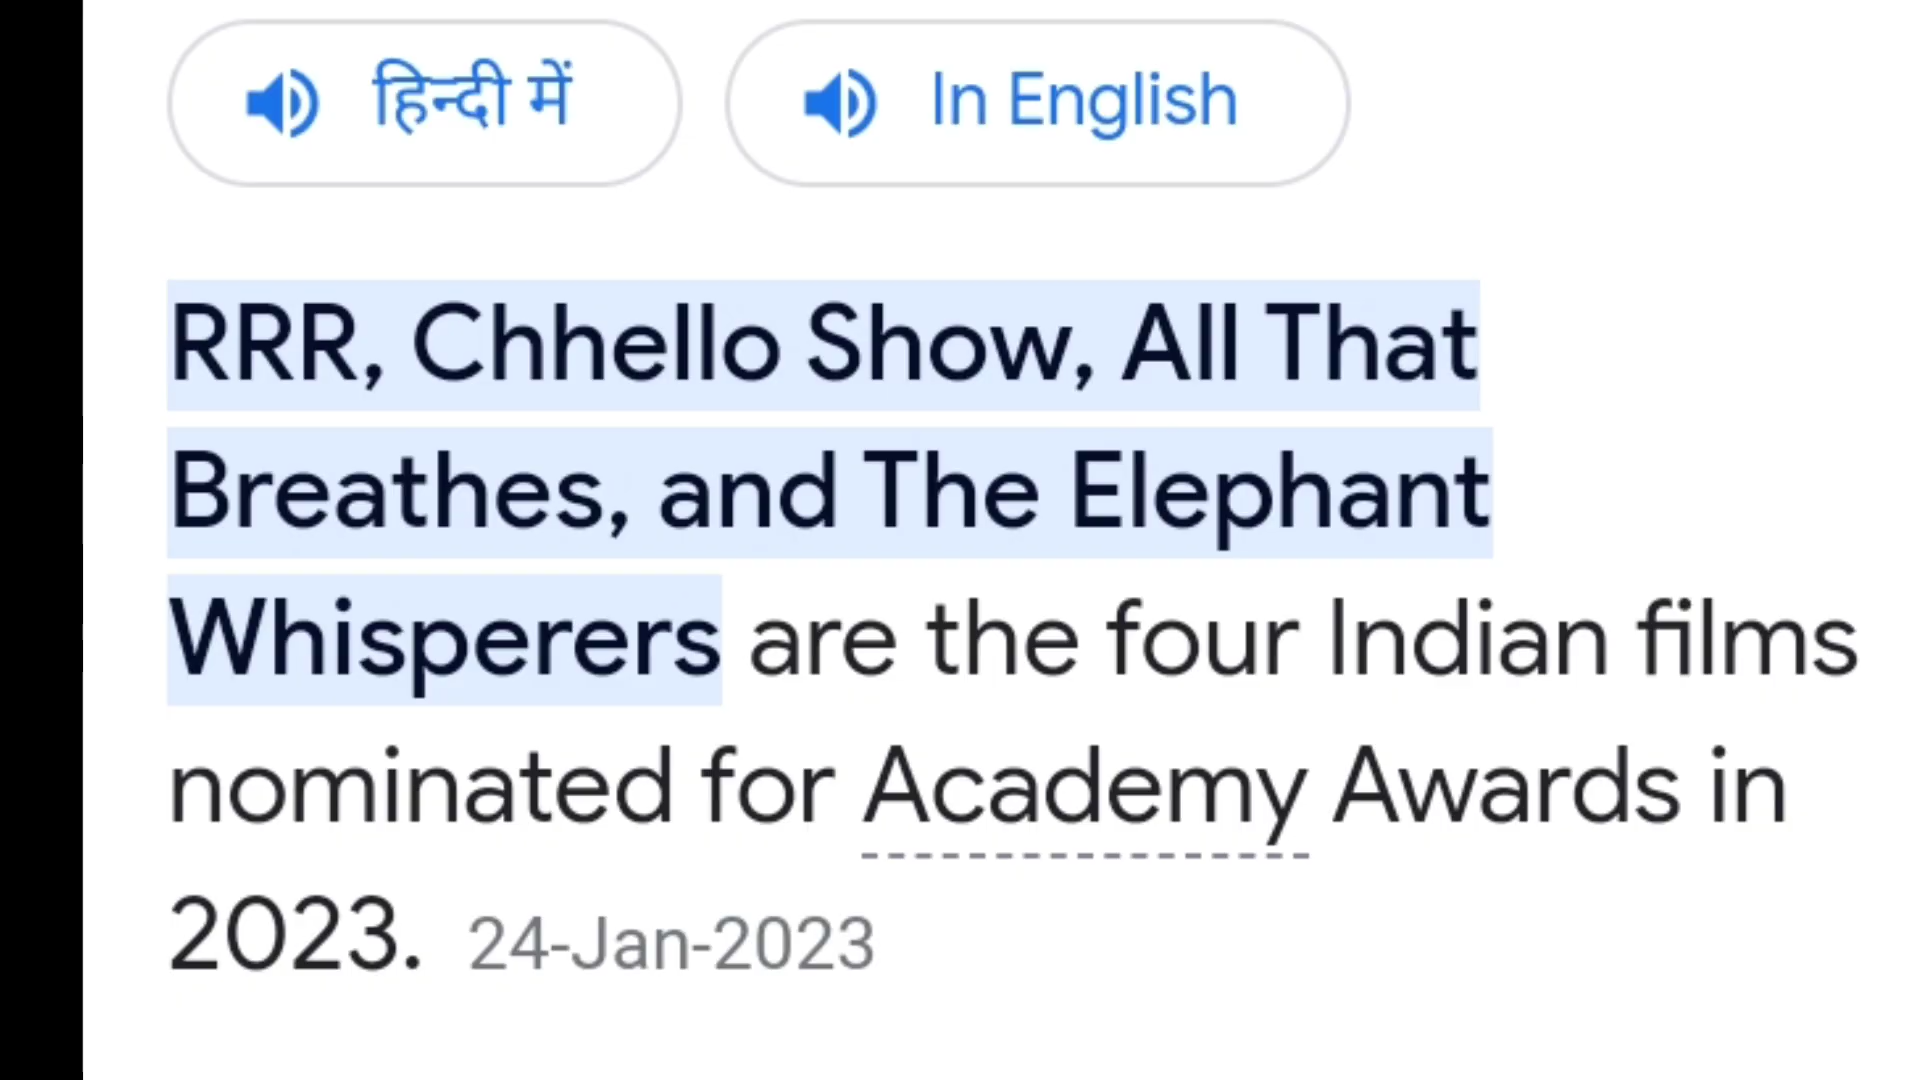 हिन्दी में In English
RRR, Chhello Show, All That
Breathes, and The Elephant
Whisperers are the four Indian films
nominated for Academy Awards in
2023. 24-Jan-2023